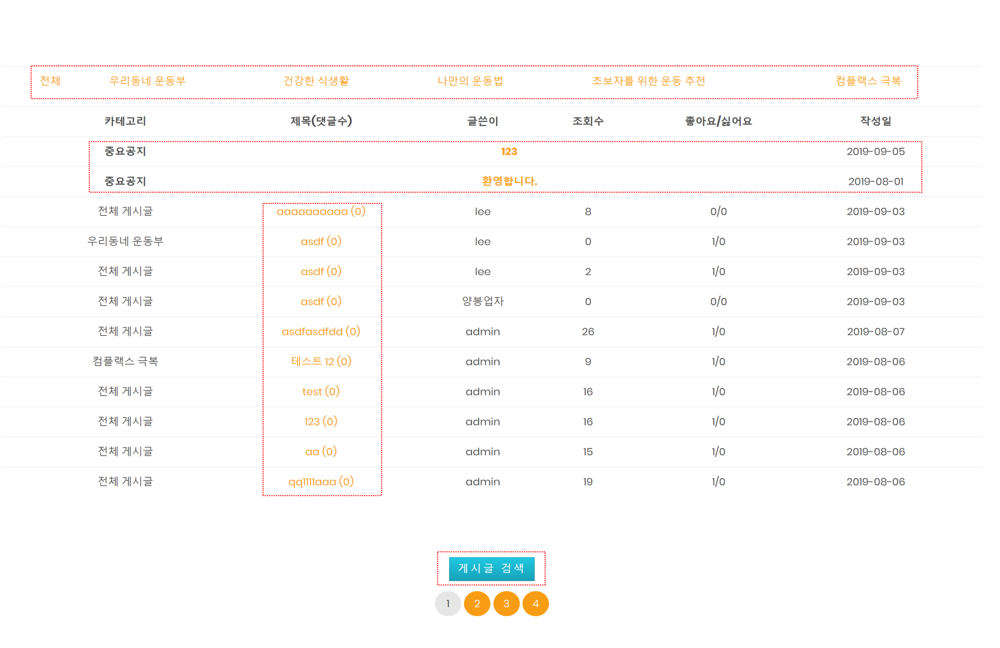 전체 우리동네 운동부 건강한 식생활 나만의 운동법 초보자를 위한 운동 추천 컴플랙스 극복
카테고리 제목(댓글수) 글쓴이 조회수 좋아요/싫어요 작성일
중요공지 123 2019-09-05
중요공지 환영합니다. 2019-08-01
전체 게시글 aaaaaaaaaa (0) lee 8 0/0 2019-09-03
우리동네 운동부 asdf (0) lee 0 1/0 2019-09-03
전체 게시글 asdf (0) lee 2 1/0 2019-09-03
전체 게시글 asdf (0) 양봉업자 0 0/0 2019-09-03
전체 게시글 asdfasdfdd (0) admin 26 1/0 2019-08-07
컴플랙스 극복 테스트 12 (0) admin 9 1/0 2019-08-06
전체 게시글 test (0) admin 16 1/0 2019-08-06
전체 게시글 123 (0) admin 16 1/0 2019-08-06
전체 게시글 aa (0) admin 15 1/0 2019-08-06
전체 게시글 qq1111aaa (0) admin 19 1/0 2019-08-06
게시글 검색
1 2 3 4